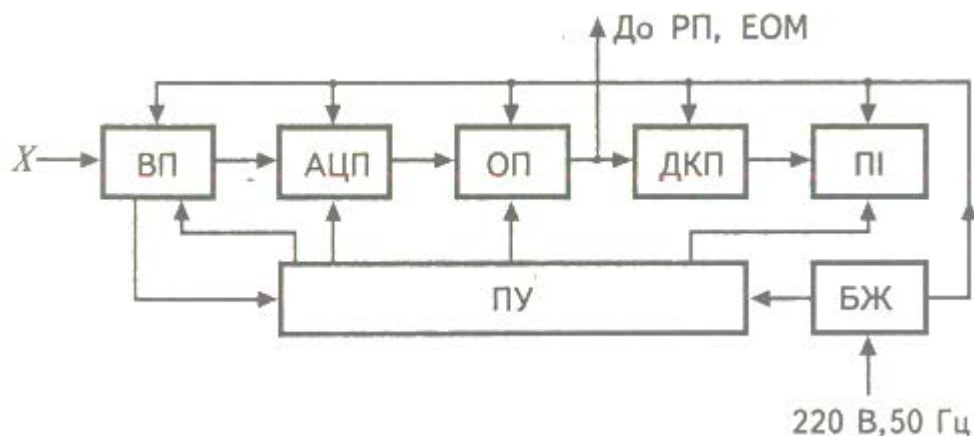 До РП, ЕОМ
X
ВП
АЦП
ОП
ДКП
ПІ
ПУ
БЖ
220 В,50 Гц